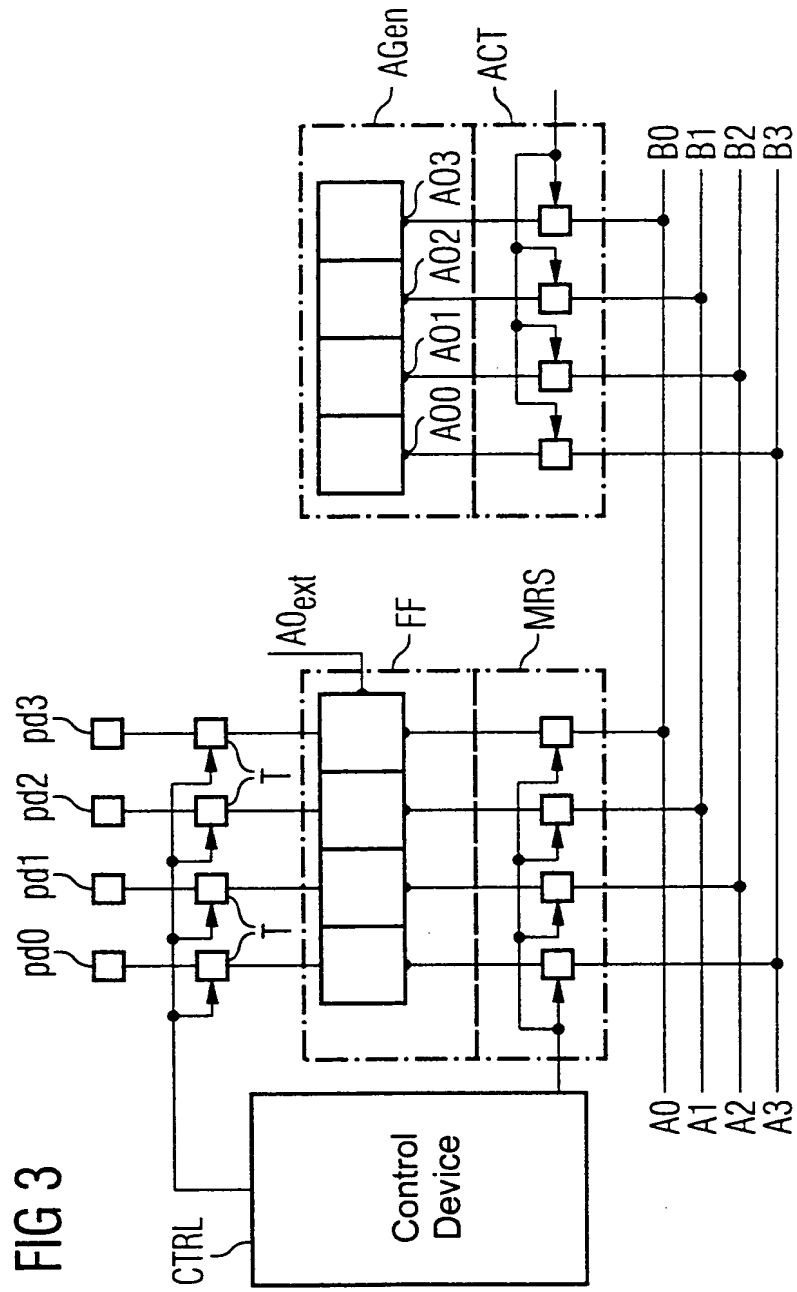 FIG 3
CTRL
Control
Device
pd0
pd1
pd2
pd3
T
T
A0ext
FF
MRS
AGen
ACT
AO0
AO1
AO2
AO3
A0
A1
A2
A3
B0
B1
B2
B3